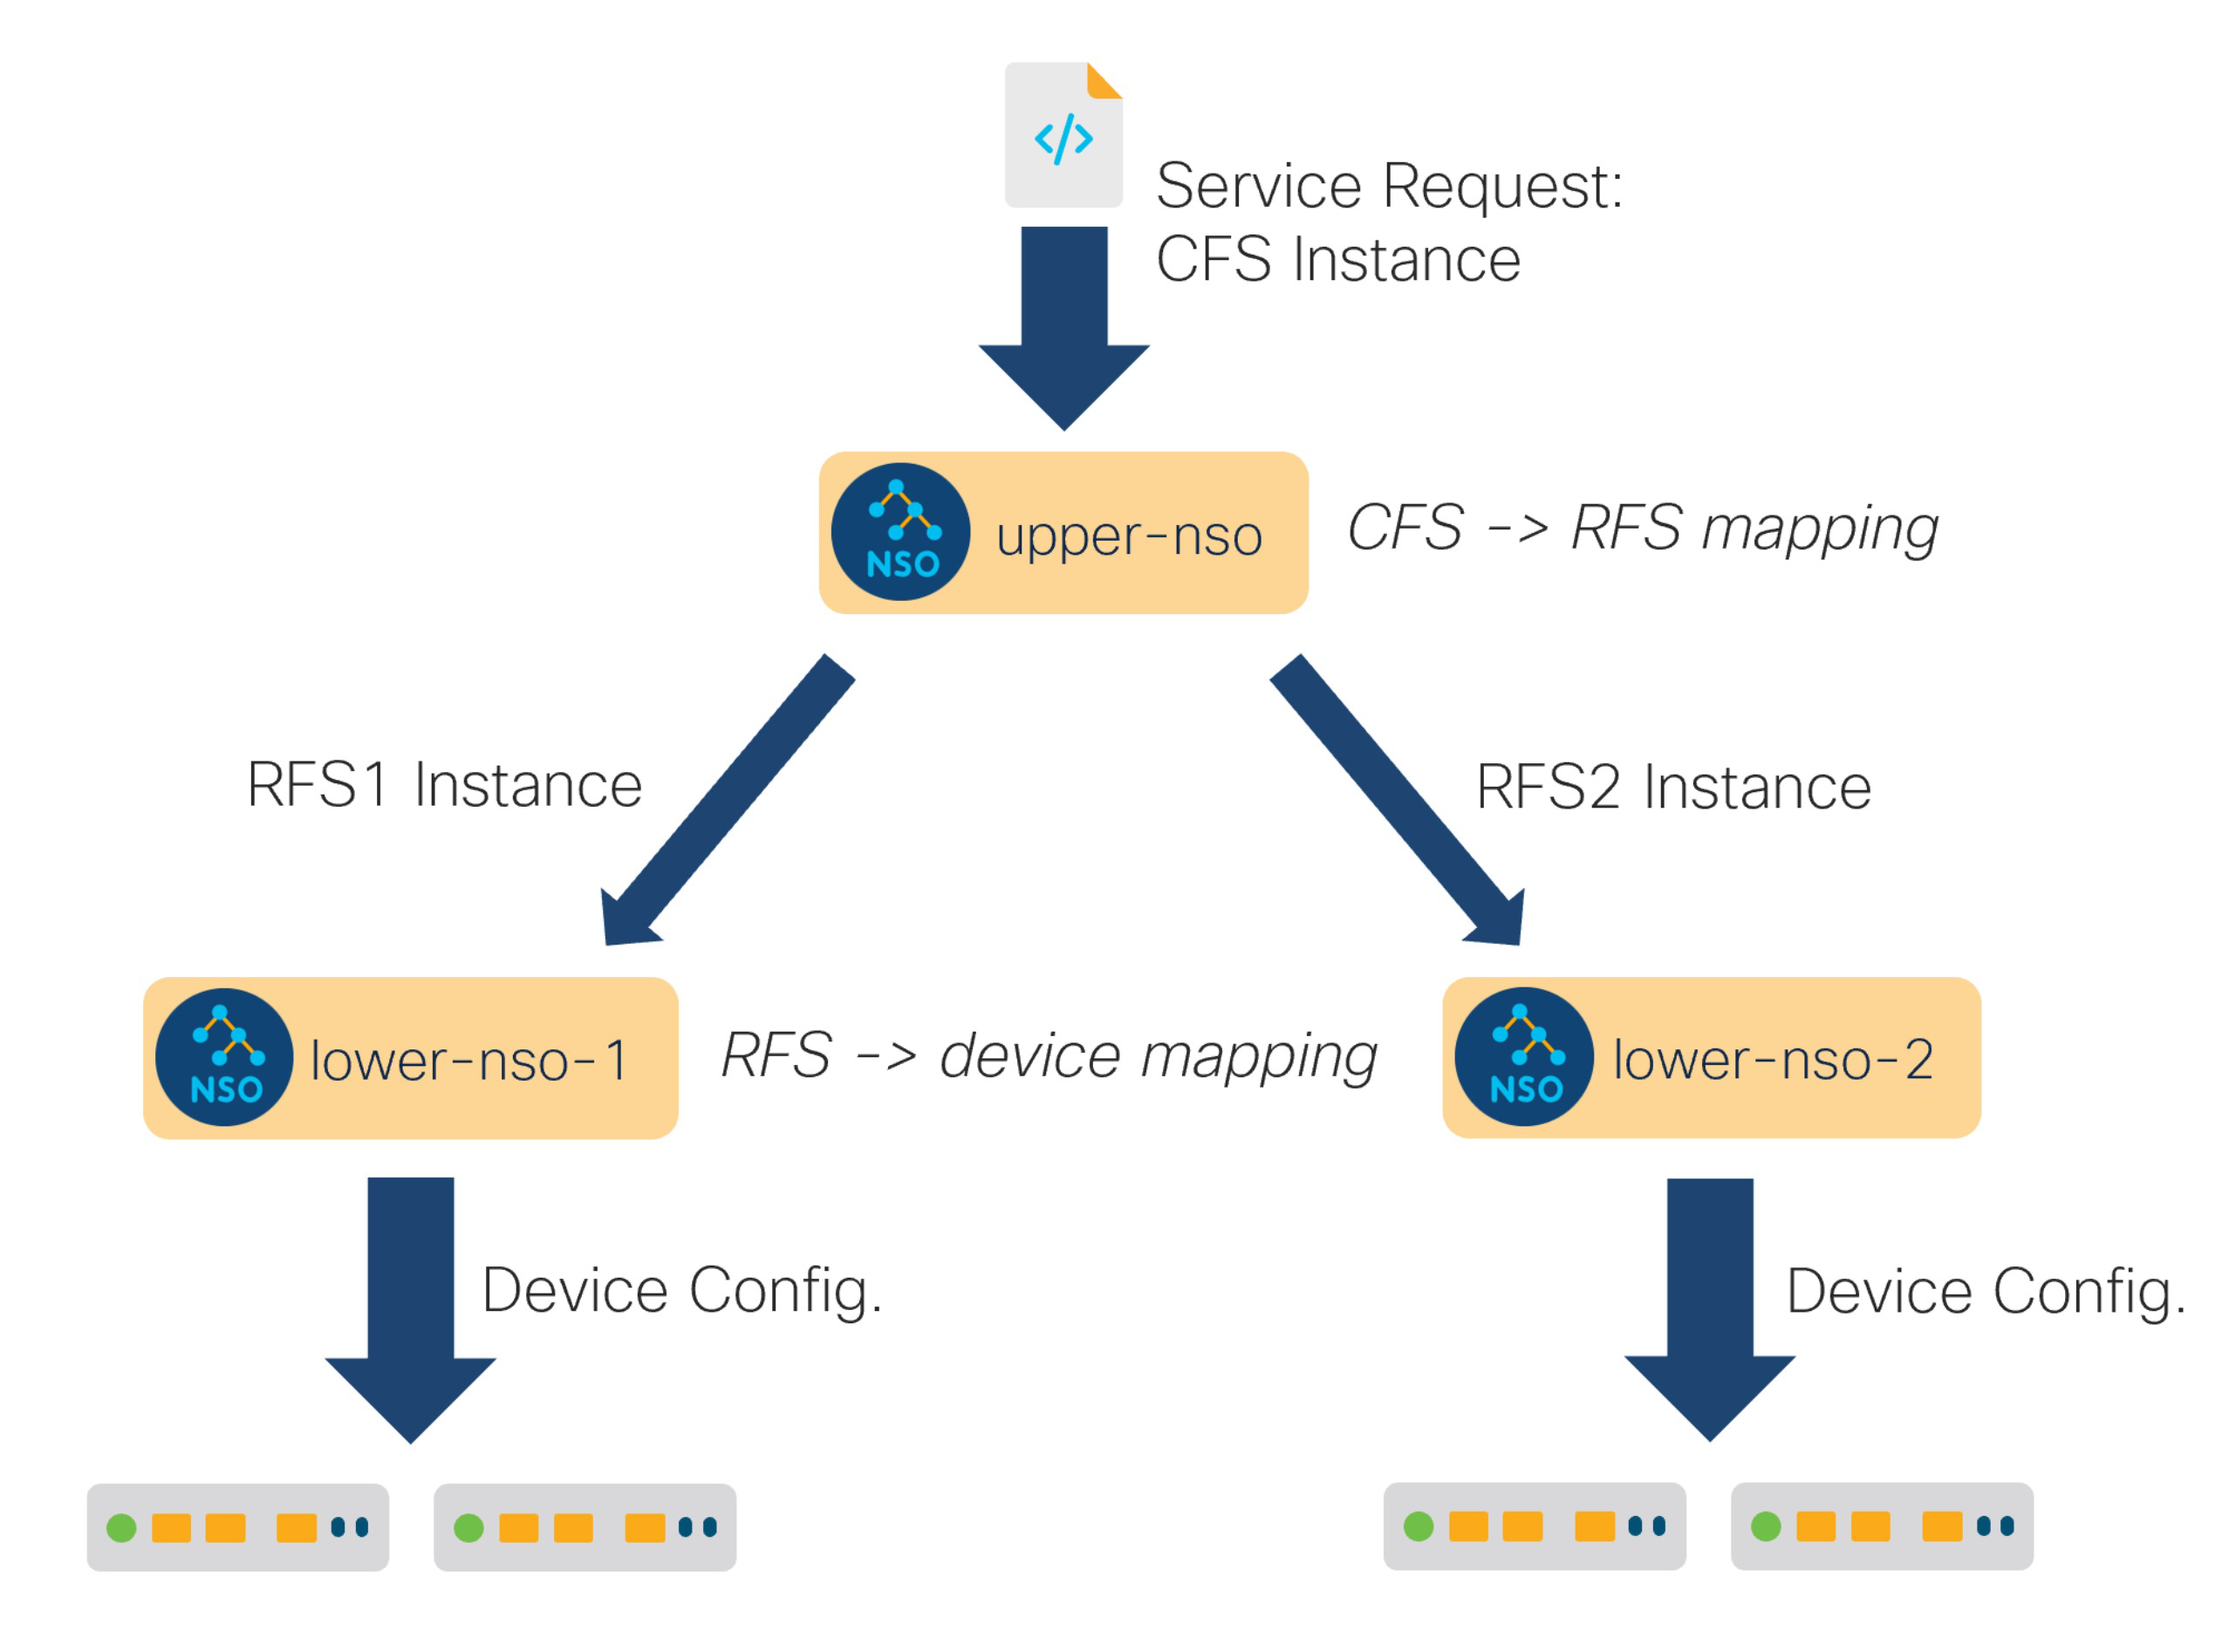 </>
Service Request:
CFS Instance
NSO
upper-nso
CFS -> RFS mapping
RFS1 Instance
RFS2 Instance
NSO
lower-nso-1
RFS -> device mapping
NSO
lower-nso-2
Device Config.
Device Config.